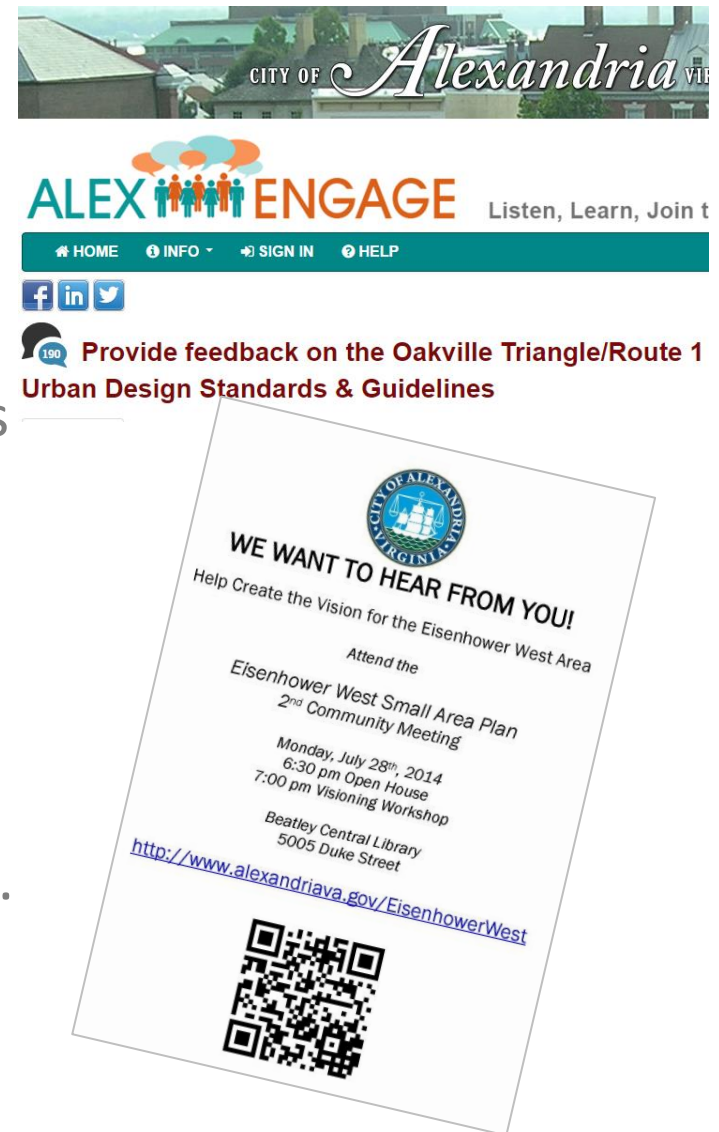 CITY OF Alexandria
ALEX ENGAGE
Listen, Learn, Join
HOME INFO SIGN IN HELP
f in
190
Provide feedback on the Oakville Triangle/Route 1
Urban Design Standards & Guidelines
CITY OF ALEXANDRIA
VIRGINIA
WE WANT TO HEAR FROM YOU!
Help Create the Vision for the Eisenhower West Area
Attend the
Eisenhower West Small Area Plan
2nd Community Meeting
Monday, July 28th, 2014
6:30 pm Open House
7:00 pm Visioning Workshop
Beatley Central Library
5005 Duke Street
http://www.alexandriava.gov/EisenhowerWest